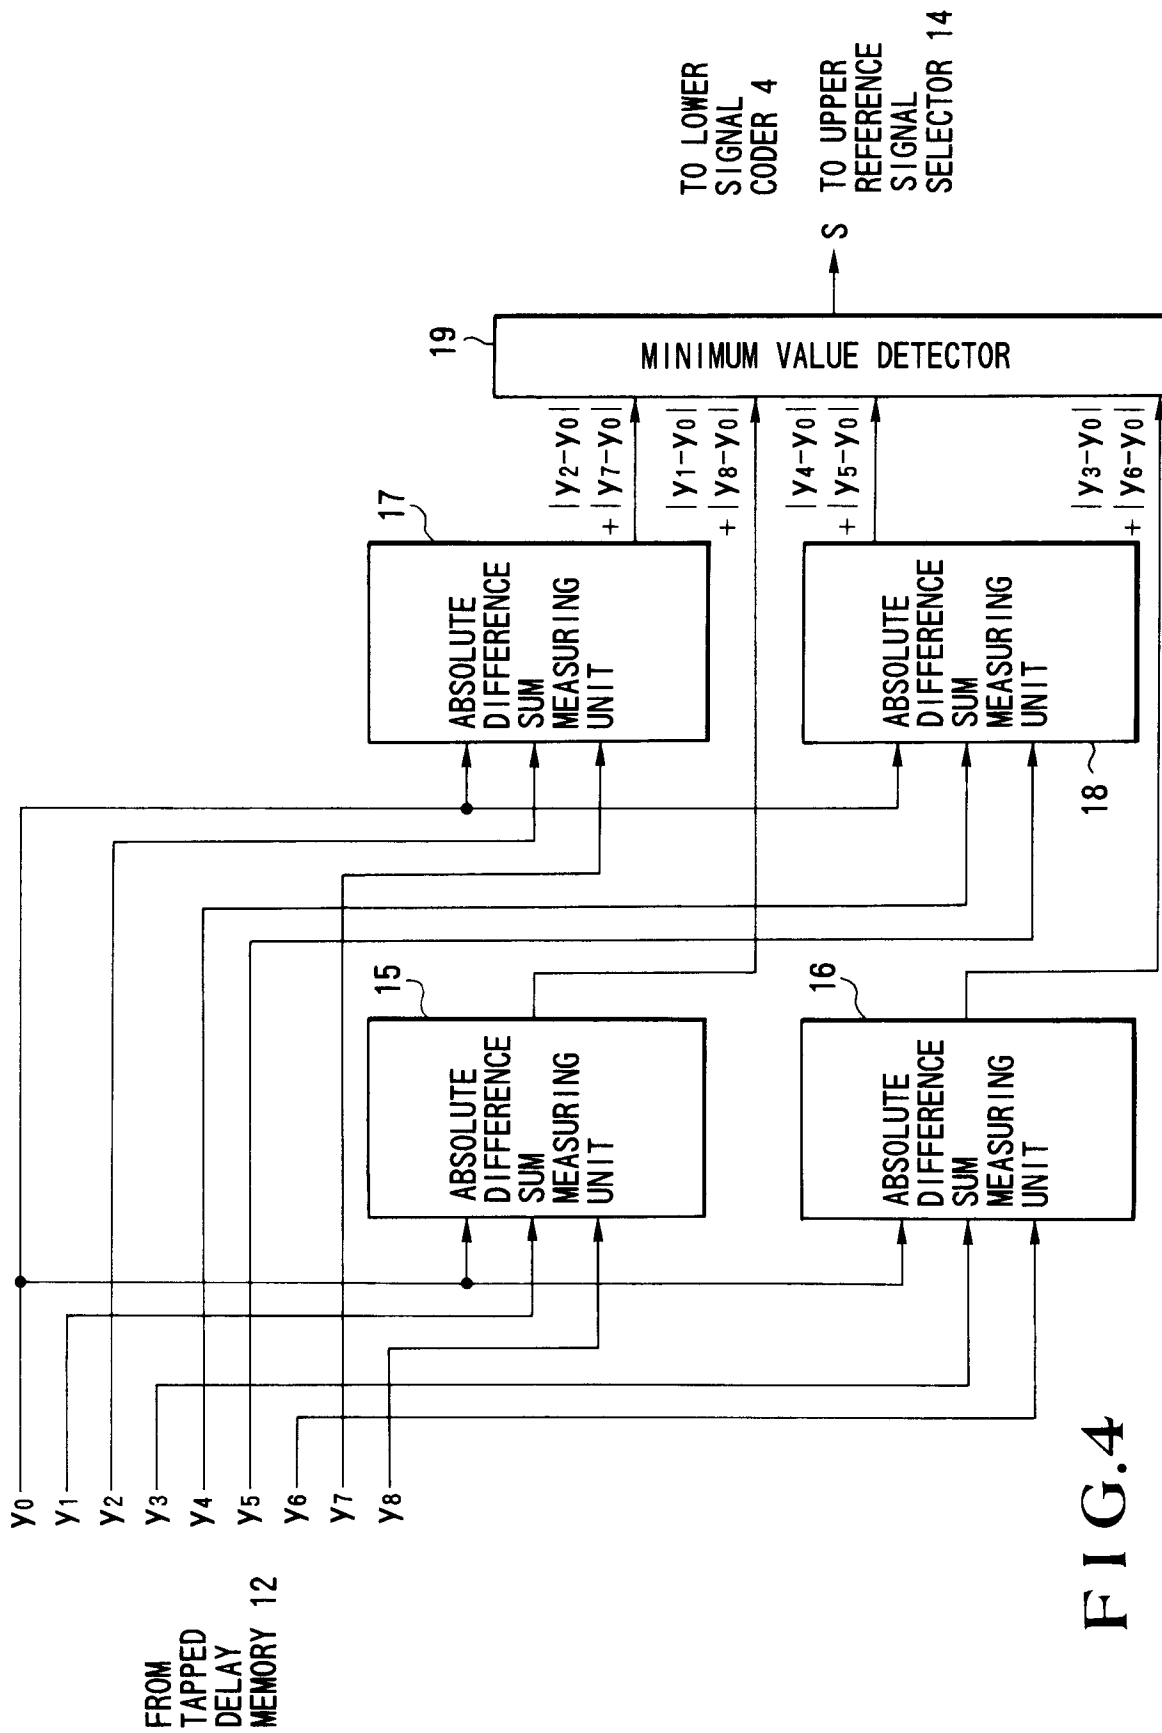 FROM
TAPPED
DELAY
MEMORY 12
y0
y1
y2
y3
y4
y5
y6
y7
y8
15
ABSOLUTE
DIFFERENCE
SUM
MEASURING
UNIT
16
ABSOLUTE
DIFFERENCE
SUM
MEASURING
UNIT
17
ABSOLUTE
DIFFERENCE
SUM
MEASURING
UNIT
18
ABSOLUTE
DIFFERENCE
SUM
MEASURING
UNIT
|y2-y0|
+|y7-y0|
|y1-y0|
+|y8-y0|
|y4-y0|
+|y5-y0|
|y3-y0|
+|y6-y0|
19
MINIMUM VALUE DETECTOR
S
TO LOWER
SIGNAL
CODER 4
TO UPPER
REFERENCE
SIGNAL
SELECTOR 14
FIG.4